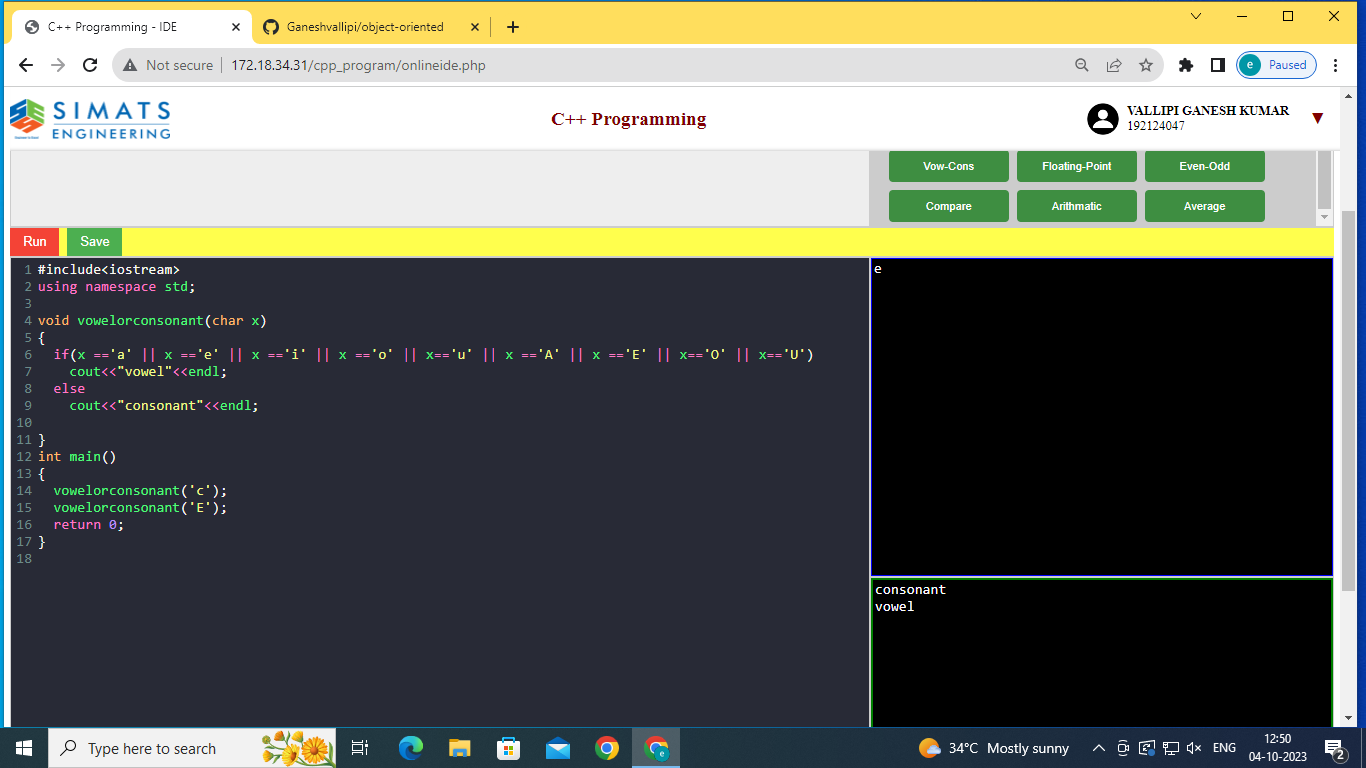 C++ Programming - IDE
Ganeshvallipi/object-oriented
Not secure 172.18.34.31/cpp_program/onlineide.php
e Paused
SIMATS
ENGINEERING
C++ Programming
VALLIPI GANESH KUMAR
192124047
Vow-Cons Floating-Point Even-Odd
Compare Arithmatic Average
Run Save
1 #include<iostream>
2 using namespace std;
3
4 void vowelorconsonant(char x)
5 {
6 if(x =='a' || x =='e' || x =='i' || x =='o' || x=='u' || x =='A' || x =='E' || x=='O' || x=='U')
7 cout<<"vowel"<<endl;
8 else
9 cout<<"consonant"<<endl;
10
11 }
12 int main()
13 {
14 vowelorconsonant('c');
15 vowelorconsonant('E');
16 return 0;
17 }
18
e
consonant
vowel
Type here to search
34°C Mostly sunny
ENG
12:50
04-10-2023
2